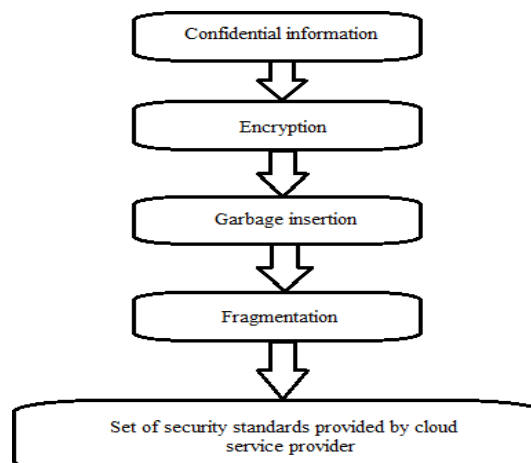 Confidential information
Encryption
Garbage insertion
Fragmentation
Set of security standards provided by cloud
service provider